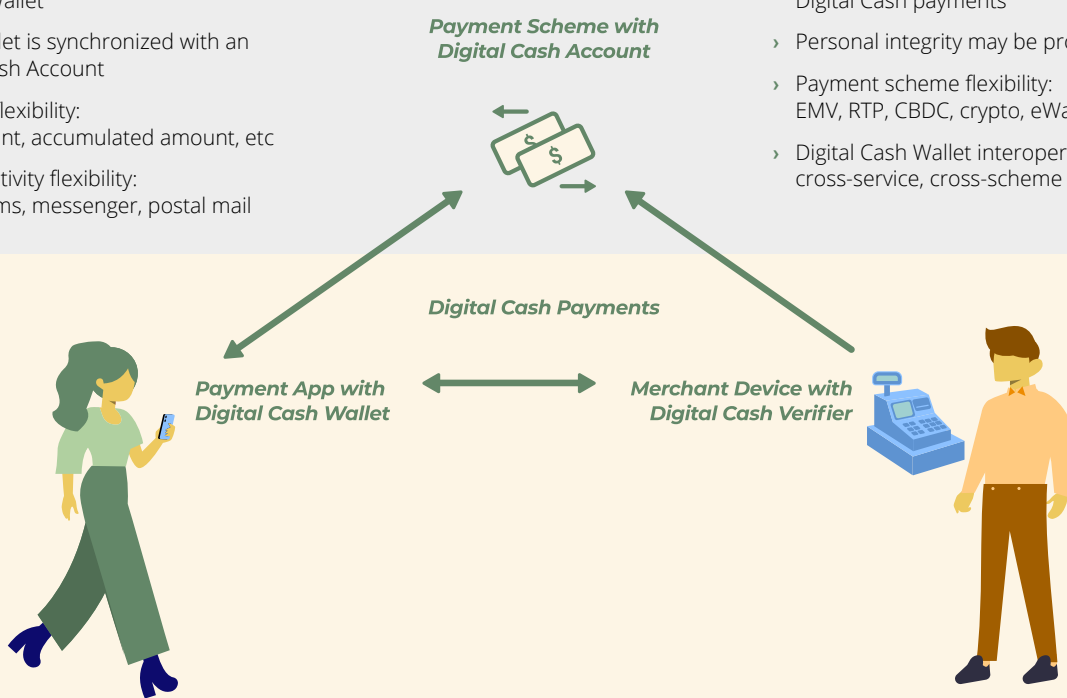 let is synchronized with an
sh Account
lexibility:
nt, accumulated amount, etc
tivity flexibility:
ms, messenger, postal mail
Payment Scheme with
Digital Cash Account
Digital Cash payments
› Personal integrity may be pro
› Payment scheme flexibility:
EMV, RTP, CBDC, crypto, eWa
› Digital Cash Wallet interoper
cross-service, cross-scheme
$
$
Digital Cash Payments
Payment App with
Digital Cash Wallet
Merchant Device with
Digital Cash Verifier